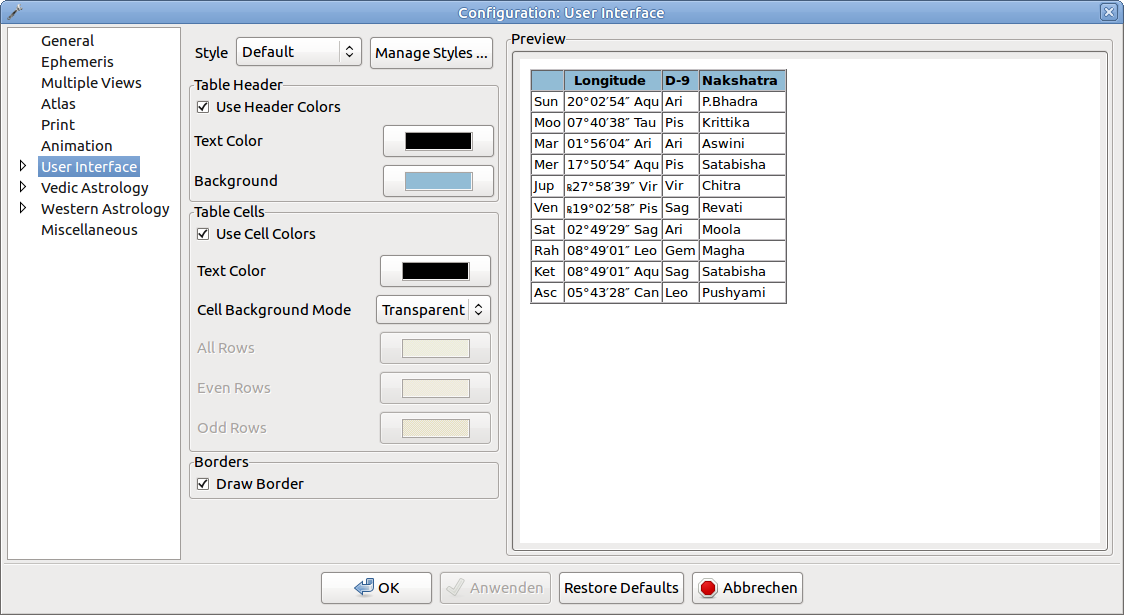 Configuration: User Interface
General
Ephemeris
Multiple Views
Atlas
Print
Animation
User Interface
Vedic Astrology
Western Astrology
Miscellaneous
Style Default Manage Styles ...
Table Header
Use Header Colors
Text Color
Background
Table Cells
Use Cell Colors
Text Color
Cell Background Mode Transparent
All Rows
Even Rows
Odd Rows
Borders
Draw Border
Preview
Longitude D-9 Nakshatra
Sun 20°02′54″ Aqu Ari P.Bhadra
Moo 07°40′38″ Tau Pis Krittika
Mar 01°56′04″ Ari Ari Aswini
Mer 17°50′54″ Aqu Pis Satabisha
Jup ℞27°58′39″ Vir Vir Chitra
Ven ℞19°02′58″ Pis Sag Revati
Sat 02°49′29″ Sag Ari Moola
Rah 08°49′01″ Leo Gem Magha
Ket 08°49′01″ Aqu Sag Satabisha
Asc 05°43′28″ Can Leo Pushyami
OK Anwenden Restore Defaults Abbrechen